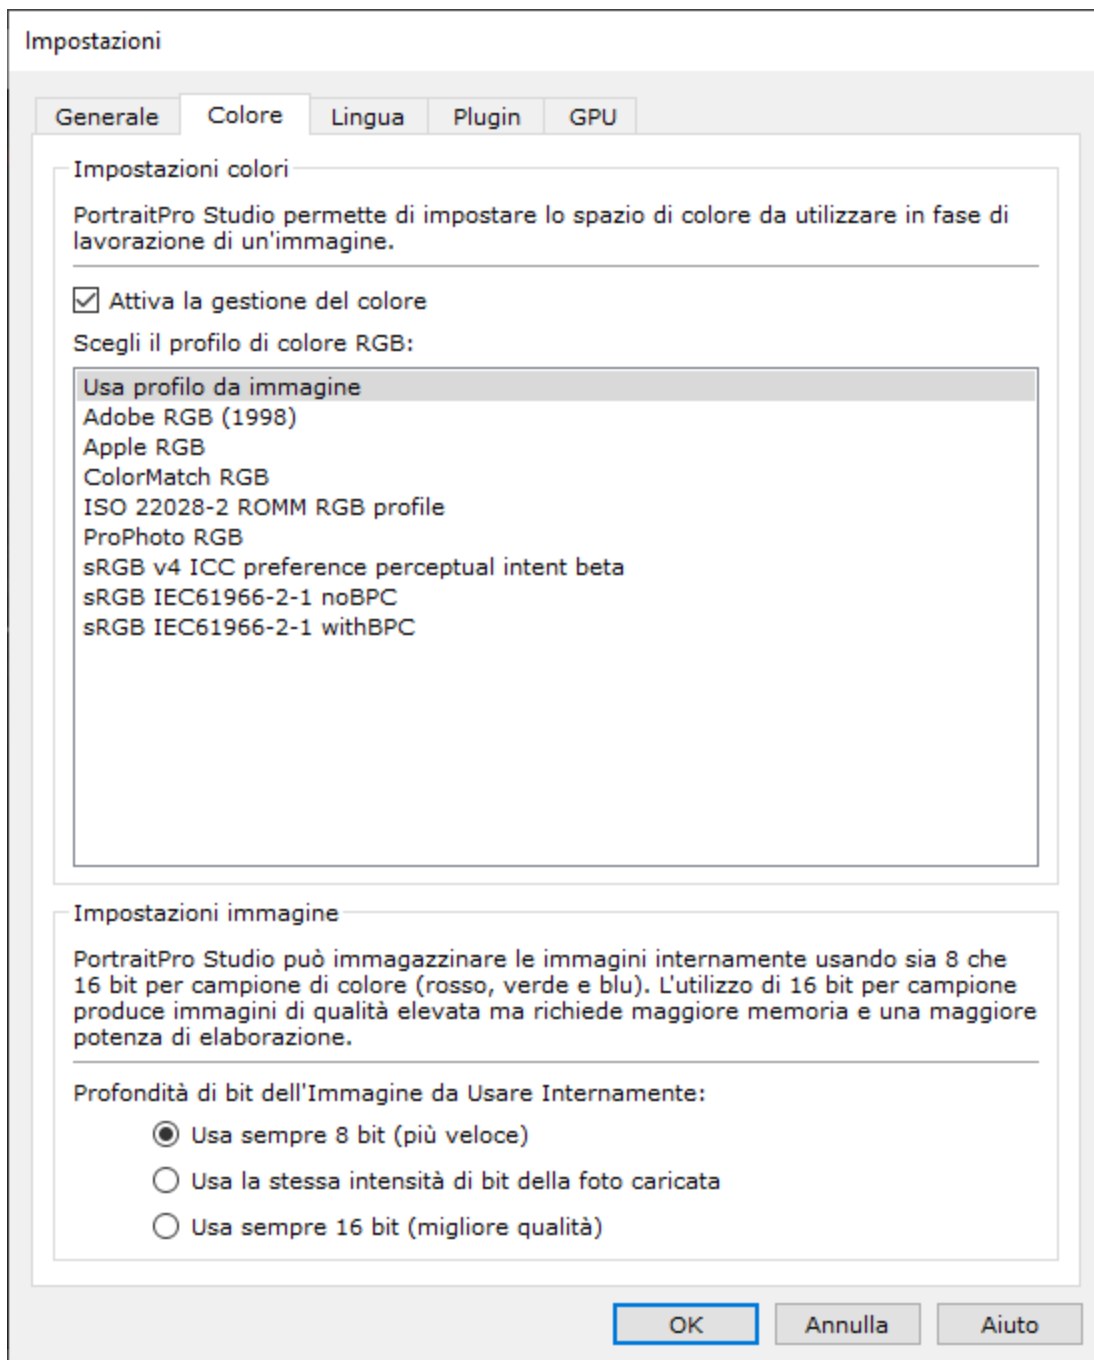 Impostazioni
Generale
Colore
Lingua
Plugin
GPU
Impostazioni colori
PortraitPro Studio permette di impostare lo spazio di colore da utilizzare in fase di
lavorazione di un'immagine.
Attiva la gestione del colore
Scegli il profilo di colore RGB:
Usa profilo da immagine
Adobe RGB (1998)
Apple RGB
ColorMatch RGB
ISO 22028-2 ROMM RGB profile
ProPhoto RGB
sRGB v4 ICC preference perceptual intent beta
sRGB IEC61966-2-1 noBPC
sRGB IEC61966-2-1 withBPC
Impostazioni immagine
PortraitPro Studio può immagazzinare le immagini internamente usando sia 8 che
16 bit per campione di colore (rosso, verde e blu). L'utilizzo di 16 bit per campione
produce immagini di qualità elevata ma richiede maggiore memoria e una maggiore
potenza di elaborazione.
Profondità di bit dell'Immagine da Usare Internamente:
Usa sempre 8 bit (più veloce)
Usa la stessa intensità di bit della foto caricata
Usa sempre 16 bit (migliore qualità)
OK
Annulla
Aiuto